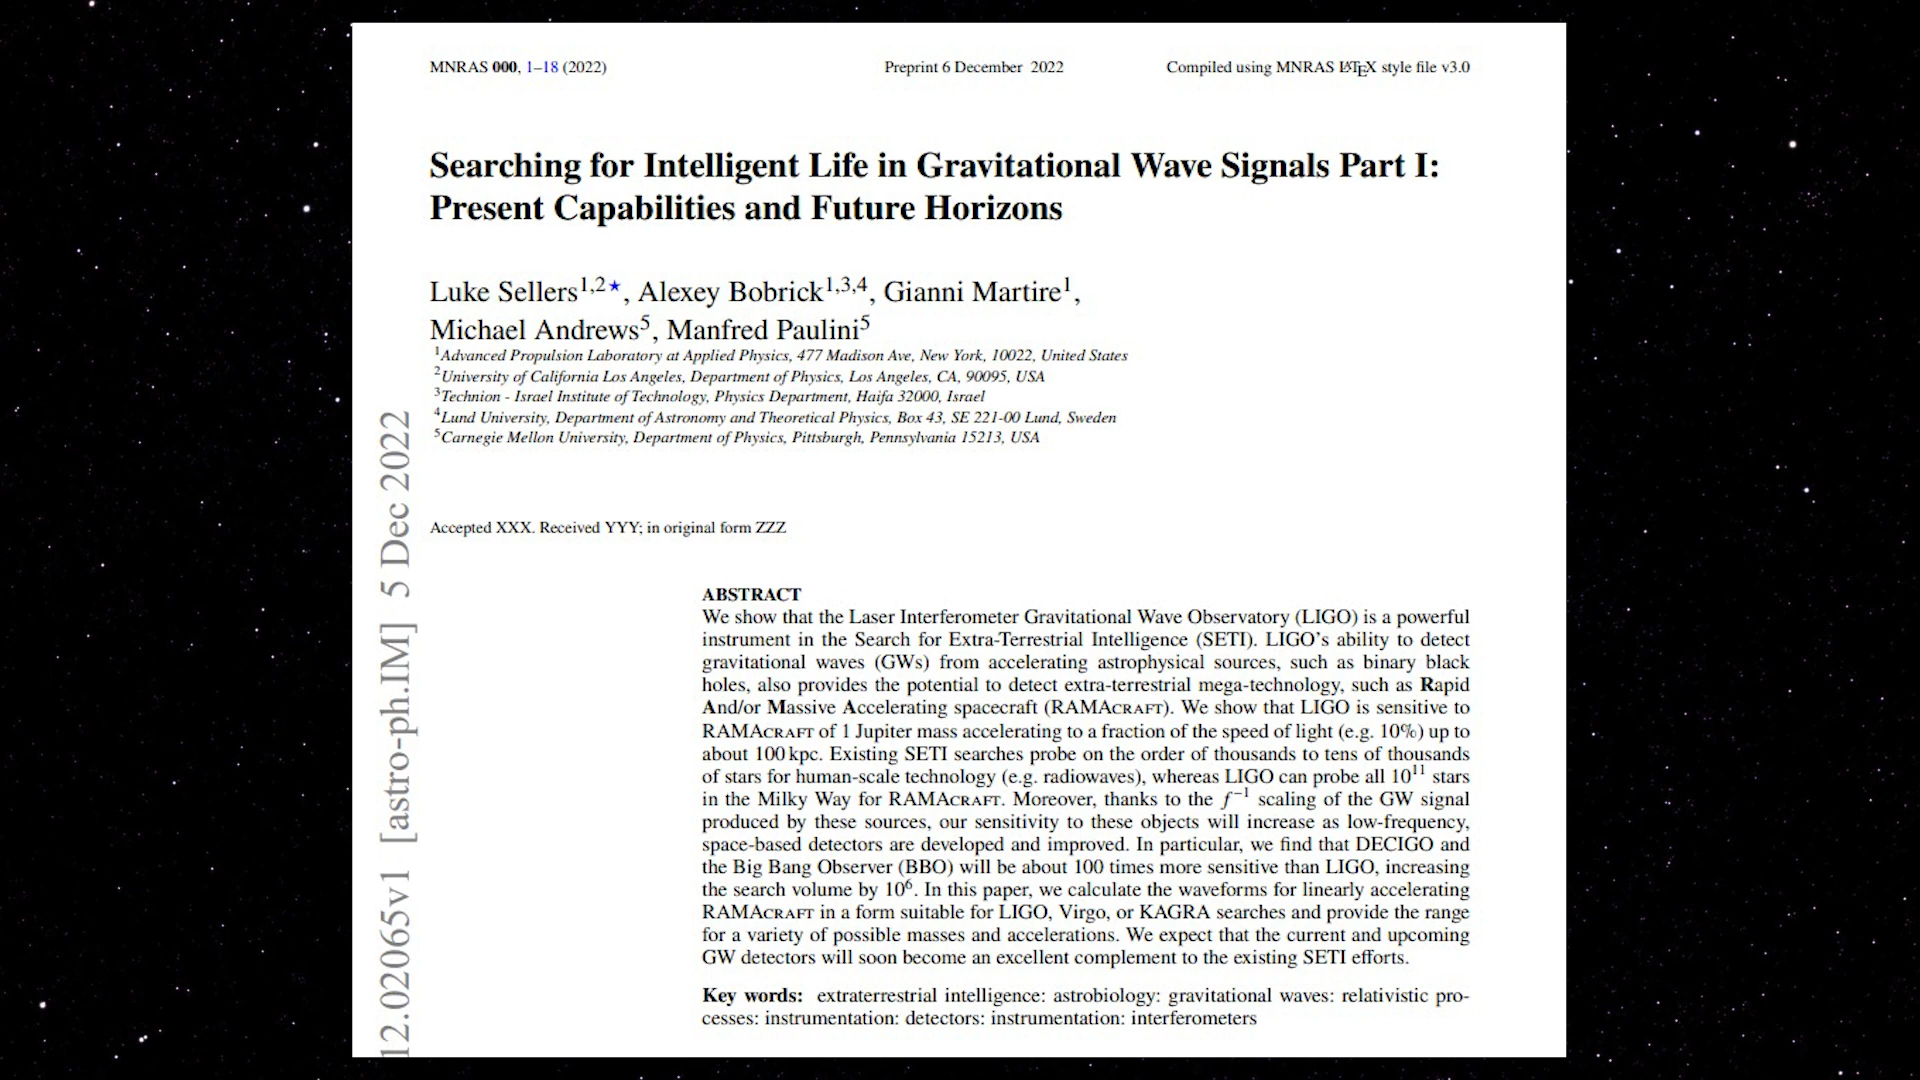 MNRAS 000, 1–18 (2022) Preprint 6 December 2022 Compiled using MNRAS LATEX style file v3.0
Searching for Intelligent Life in Gravitational Wave Signals Part I:
Present Capabilities and Future Horizons
Luke Sellers1,2★, Alexey Bobrick1,3,4, Gianni Martire1,
Michael Andrews5, Manfred Paulini5
1Advanced Propulsion Laboratory at Applied Physics, 477 Madison Ave, New York, 10022, United States
2University of California Los Angeles, Department of Physics, Los Angeles, CA, 90095, USA
3Technion - Israel Institute of Technology, Physics Department, Haifa 32000, Israel
4Lund University, Department of Astronomy and Theoretical Physics, Box 43, SE 221-00 Lund, Sweden
5Carnegie Mellon University, Department of Physics, Pittsburgh, Pennsylvania 15213, USA
Accepted XXX. Received YYY; in original form ZZZ
ABSTRACT
We show that the Laser Interferometer Gravitational Wave Observatory (LIGO) is a powerful
instrument in the Search for Extra-Terrestrial Intelligence (SETI). LIGO's ability to detect
gravitational waves (GWs) from accelerating astrophysical sources, such as binary black
holes, also provides the potential to detect extra-terrestrial mega-technology, such as Rapid
And/or Massive Accelerating spacecraft (RAMACRAFT). We show that LIGO is sensitive to
RAMACRAFT of 1 Jupiter mass accelerating to a fraction of the speed of light (e.g. 10%) up to
about 100 kpc. Existing SETI searches probe on the order of thousands to tens of thousands
of stars for human-scale technology (e.g. radiowaves), whereas LIGO can probe all 10^11 stars
in the Milky Way for RAMACRAFT. Moreover, thanks to the f^−1 scaling of the GW signal
produced by these sources, our sensitivity to these objects will increase as low-frequency,
space-based detectors are developed and improved. In particular, we find that DECIGO and
the Big Bang Observer (BBO) will be about 100 times more sensitive than LIGO, increasing
the search volume by 10^6. In this paper, we calculate the waveforms for linearly accelerating
RAMACRAFT in a form suitable for LIGO, Virgo, or KAGRA searches and provide the range
for a variety of possible masses and accelerations. We expect that the current and upcoming
GW detectors will soon become an excellent complement to the existing SETI efforts.
Key words: extraterrestrial intelligence: astrobiology: gravitational waves: relativistic pro-
cesses: instrumentation: detectors: instrumentation: interferometers
12.02065v1 [astro-ph.IM] 5 Dec 2022